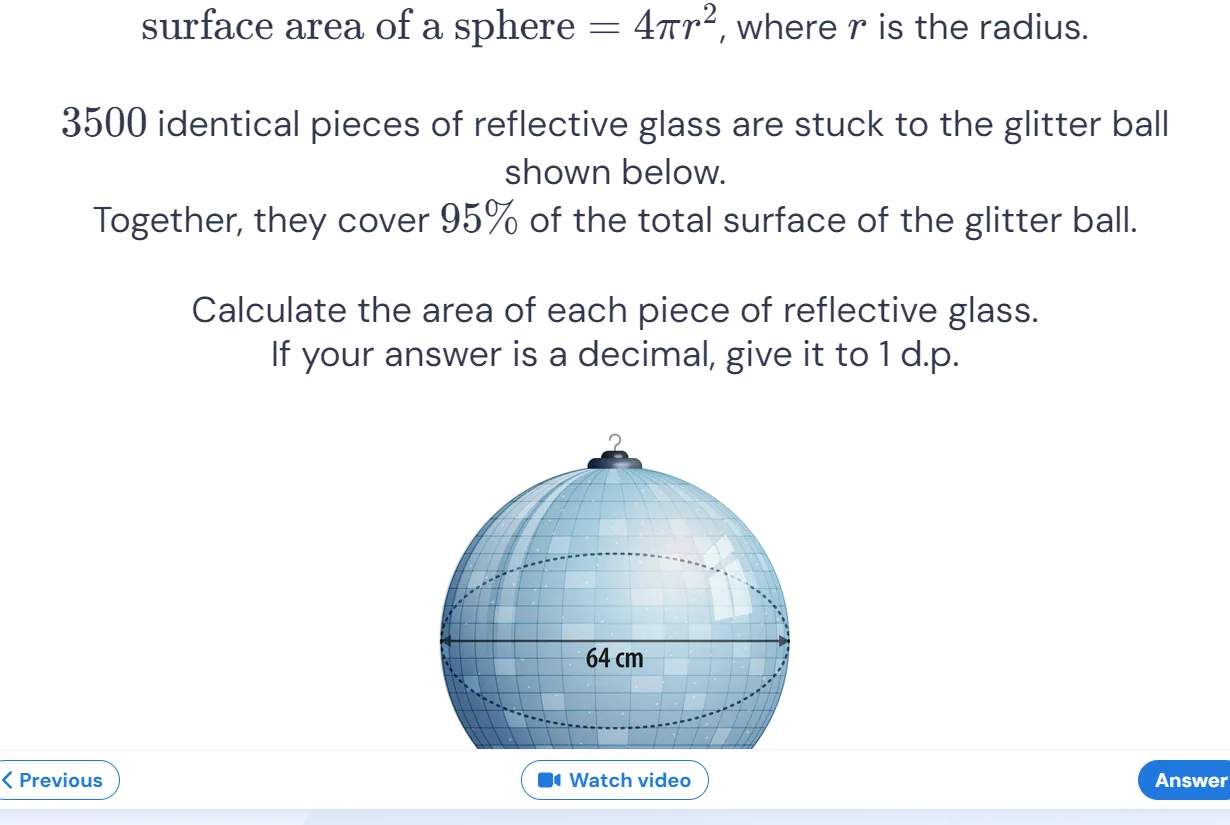 surface area of a sphere = 4πr², where r is the radius.
3500 identical pieces of reflective glass are stuck to the glitter ball
shown below.
Together, they cover 95% of the total surface of the glitter ball.
Calculate the area of each piece of reflective glass.
If your answer is a decimal, give it to 1 d.p.
64 cm
Previous
Watch video
Answer